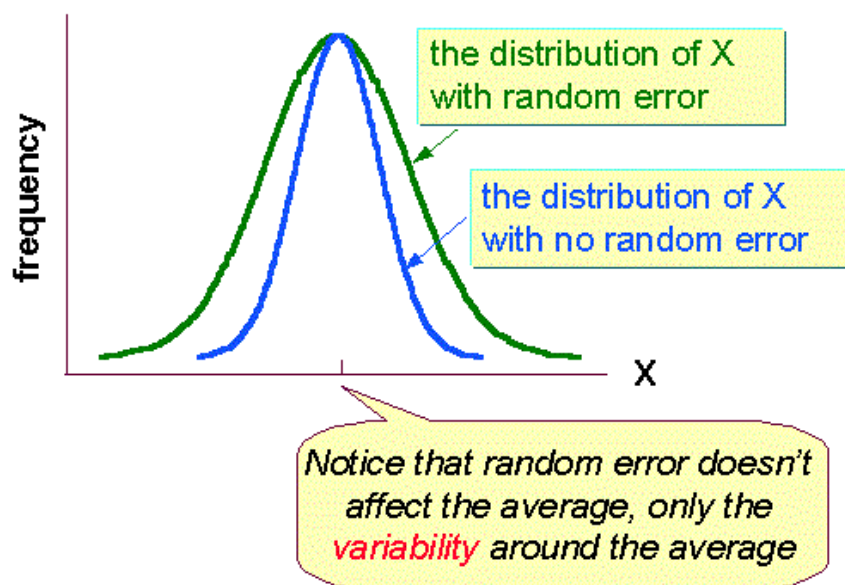 the distribution of X
with random error
the distribution of X
with no random error
frequency
X
Notice that random error doesn't
affect the average, only the
variability around the average